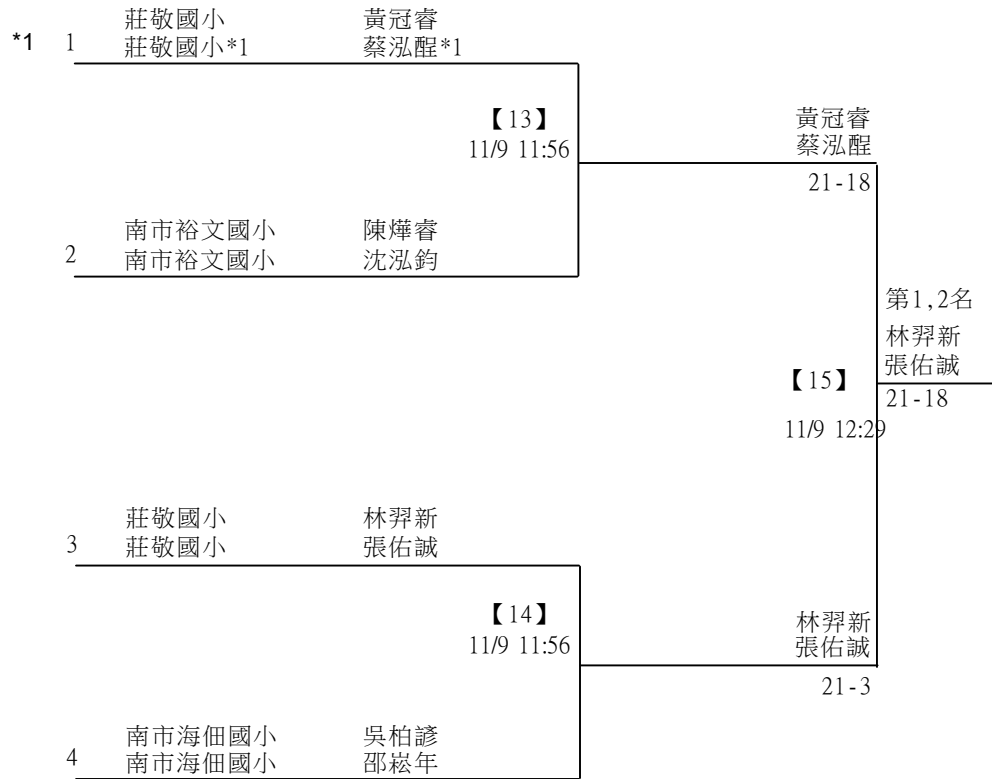 莊敬國小 黃冠睿
*1 1 莊敬國小*1 蔡泓酲*1
【13】 黃冠睿
11/9 11:56 蔡泓酲
21-18
南市裕文國小 陳燁睿
2 南市裕文國小 沈泓鈞
第1,2名
林羿新
張佑誠
【15】
21-18
11/9 12:29
莊敬國小 林羿新
3 莊敬國小 張佑誠
【14】 林羿新
11/9 11:56 張佑誠
21-3
南市海佃國小 吳柏諺
4 南市海佃國小 邵崧年